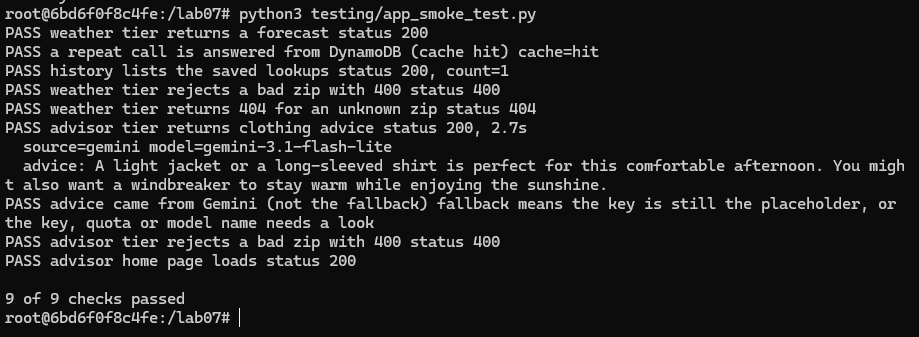 root@6bd6f0f8c4fe:/lab07# python3 testing/app_smoke_test.py
PASS weather tier returns a forecast status 200
PASS a repeat call is answered from DynamoDB (cache hit) cache=hit
PASS history lists the saved lookups status 200, count=1
PASS weather tier rejects a bad zip with 400 status 400
PASS weather tier returns 404 for an unknown zip status 404
PASS advisor tier returns clothing advice status 200, 2.7s
  source=gemini model=gemini-3.1-flash-lite
  advice: A light jacket or a long-sleeved shirt is perfect for this comfortable afternoon. You migh
t also want a windbreaker to stay warm while enjoying the sunshine.
PASS advice came from Gemini (not the fallback) fallback means the key is still the placeholder, or
the key, quota or model name needs a look
PASS advisor tier rejects a bad zip with 400 status 400
PASS advisor home page loads status 200

9 of 9 checks passed
root@6bd6f0f8c4fe:/lab07#